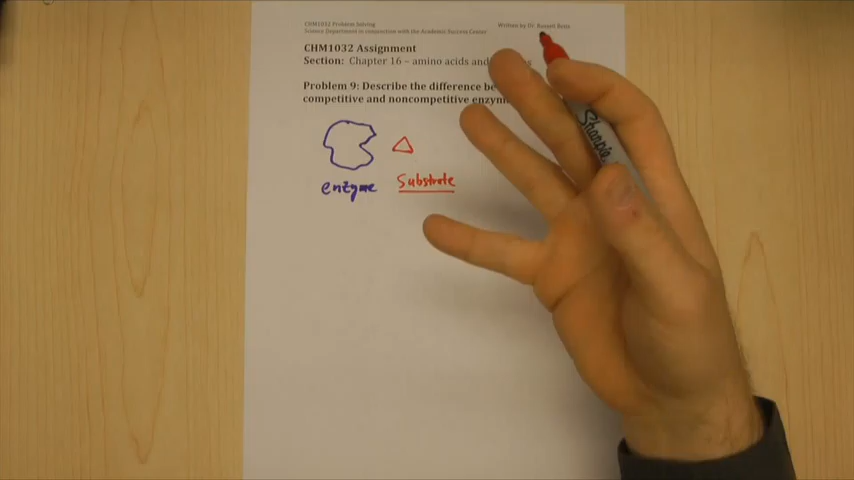 CHM1032 Problem Solving
Written by Dr. Russell Betts
Science Department in conjunction with the Academic Success Center
CHM1032 Assignment
Section: Chapter 16 – amino acids and
Problem 9: Describe the difference be
competitive and noncompetitive enzym
enzyme
Substrate
Sharpie